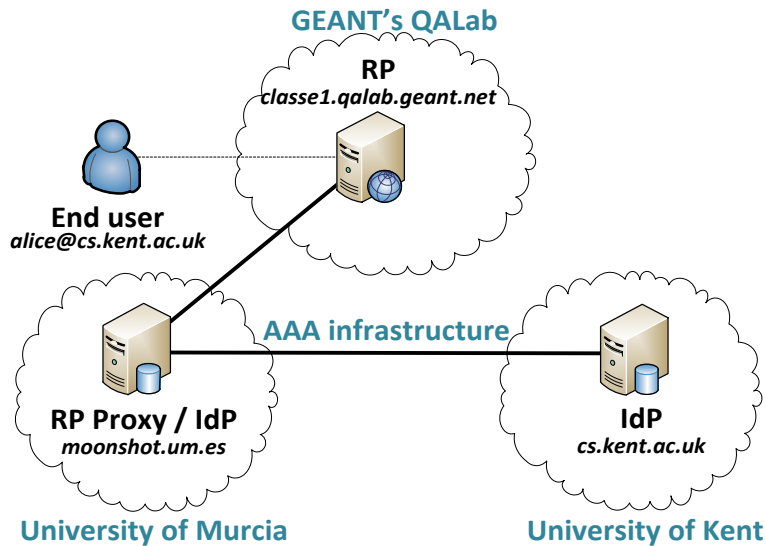 GEANT's QALab
RP
classe1.qalab.geant.net
End user
alice@cs.kent.ac.uk
AAA infrastructure
RP Proxy / IdP
moonshot.um.es
IdP
cs.kent.ac.uk
University of Murcia
University of Kent